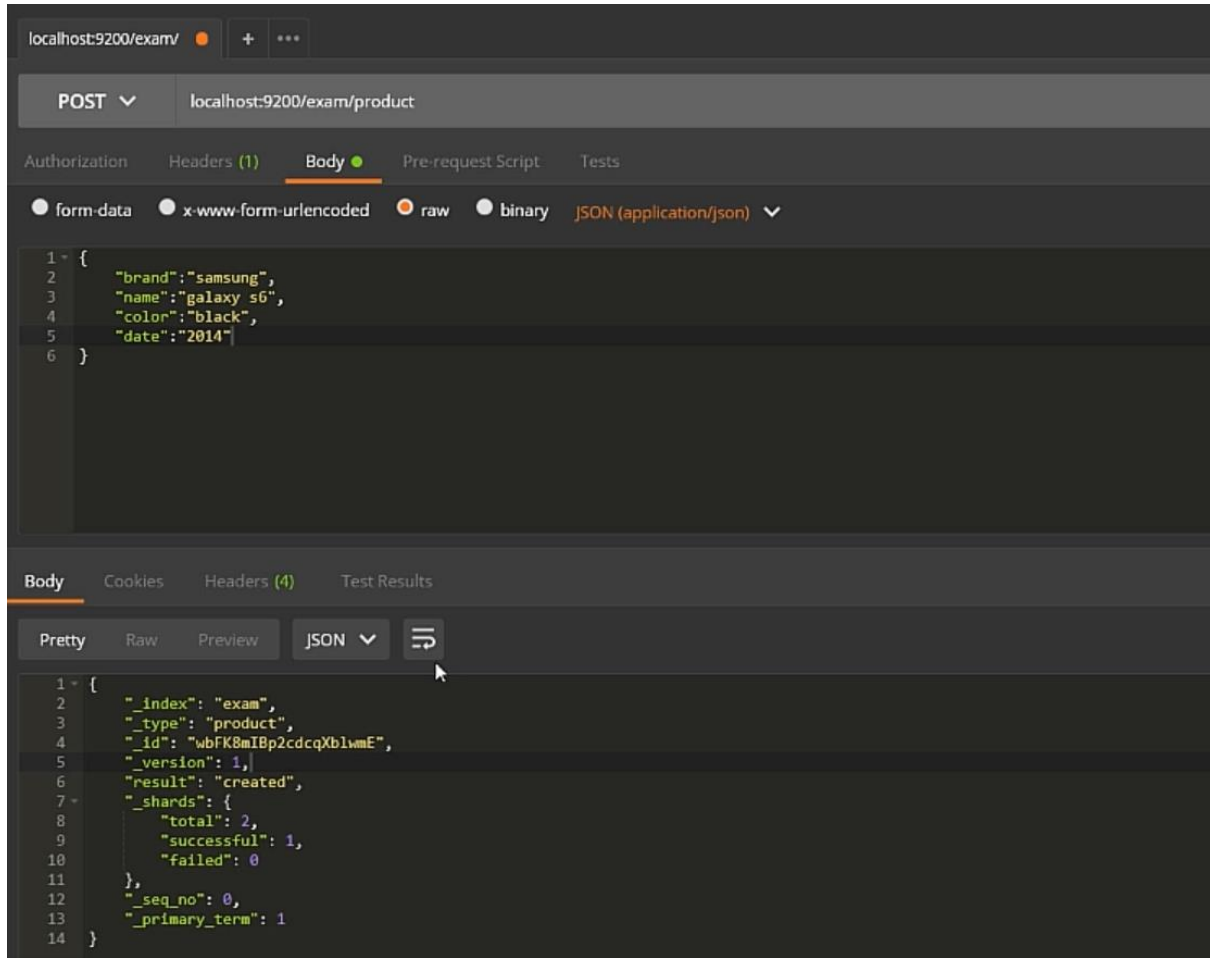 localhost:9200/exam/ + •••
POST localhost:9200/exam/product
Authorization Headers (1) Body Pre-request Script Tests
form-data x-www-form-urlencoded raw binary JSON (application/json)
1 {
2 "brand":"samsung",
3 "name":"galaxy s6",
4 "color":"black",
5 "date":"2014"
6 }
Body Cookies Headers (4) Test Results
Pretty Raw Preview JSON
1 {
2 "_index": "exam",
3 "_type": "product",
4 "_id": "wbFK8mIBp2cdcqXblwmE",
5 "_version": 1,
6 "result": "created",
7 "_shards": {
8 "total": 2,
9 "successful": 1,
10 "failed": 0
11 },
12 "_seq_no": 0,
13 "_primary_term": 1
14 }